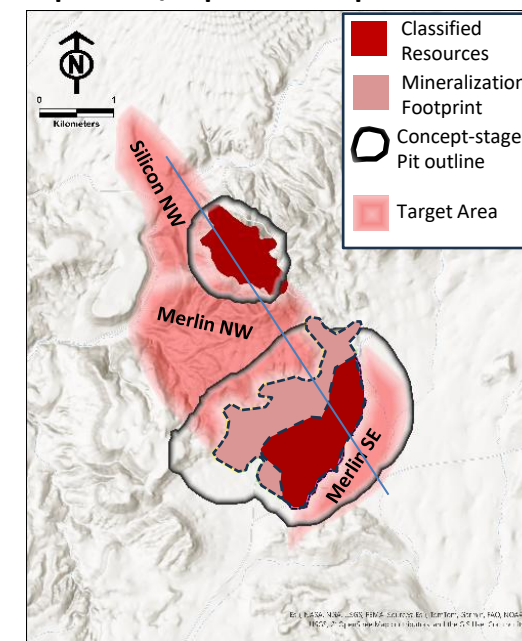 Classified
Resources
Mineralization
Footprint
Concept-stage
Pit outline
Target Area
N
0 1
Kilometers
Silicon NW
Merlin NW
Merlin SE